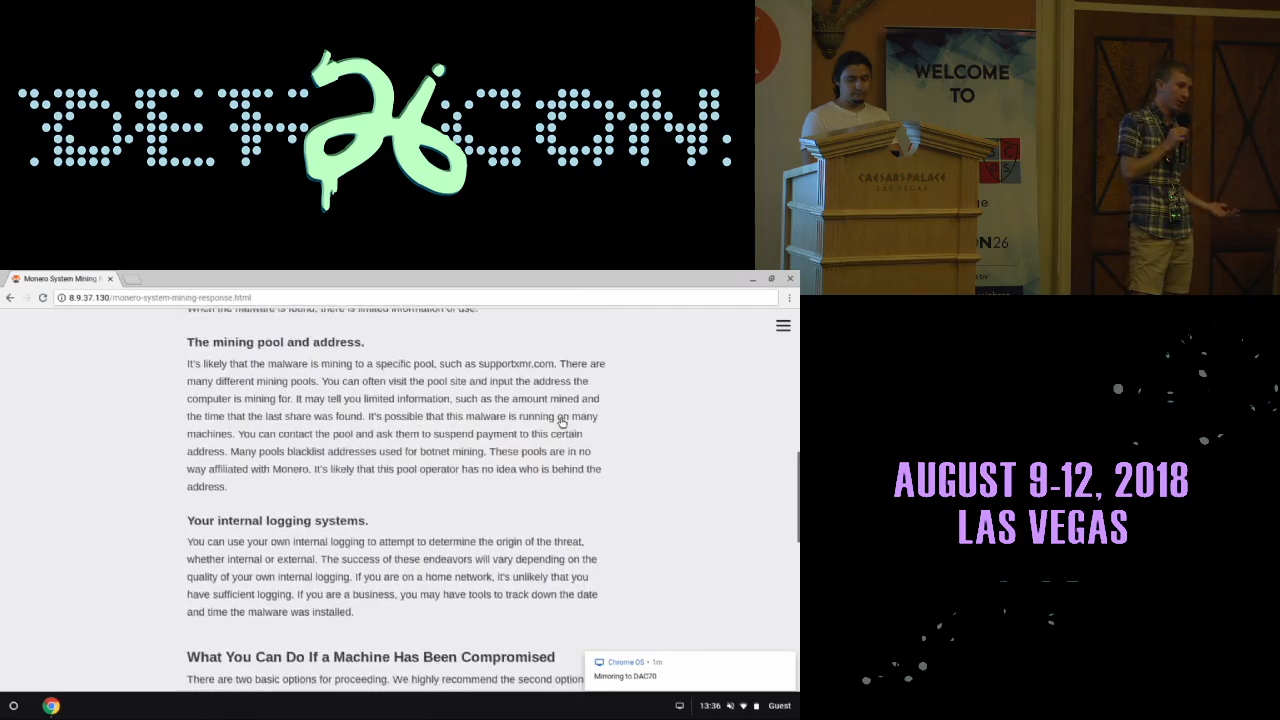 DEF 26 CON
WELCOME
TO
CAESARS PALACE
LAS VEGAS
Monero System Mining
8.9.37.130/monero-system-mining-response.html
The mining pool and address.
It's likely that the malware is mining to a specific pool, such as supportxmr.com. There are
many different mining pools. You can often visit the pool site and input the address the
computer is mining for. It may tell you limited information, such as the amount mined and
the time that the last share was found. It's possible that this malware is running on many
machines. You can contact the pool and ask them to suspend payment to this certain
address. Many pools blacklist addresses used for botnet mining. These pools are in no
way affiliated with Monero. It's likely that this pool operator has no idea who is behind the
address.
Your internal logging systems.
You can use your own internal logging to attempt to determine the origin of the threat,
whether internal or external. The success of these endeavors will vary depending on the
quality of your own internal logging. If you are on a home network, it's unlikely that you
have sufficient logging. If you are a business, you may have tools to track down the date
and time the malware was installed.
What You Can Do If a Machine Has Been Compromised
There are two basic options for proceeding. We highly recommend the second option
Chrome OS • 1m
Mirroring to DAC70
13:36
Guest
AUGUST 9-12, 2018
LAS VEGAS